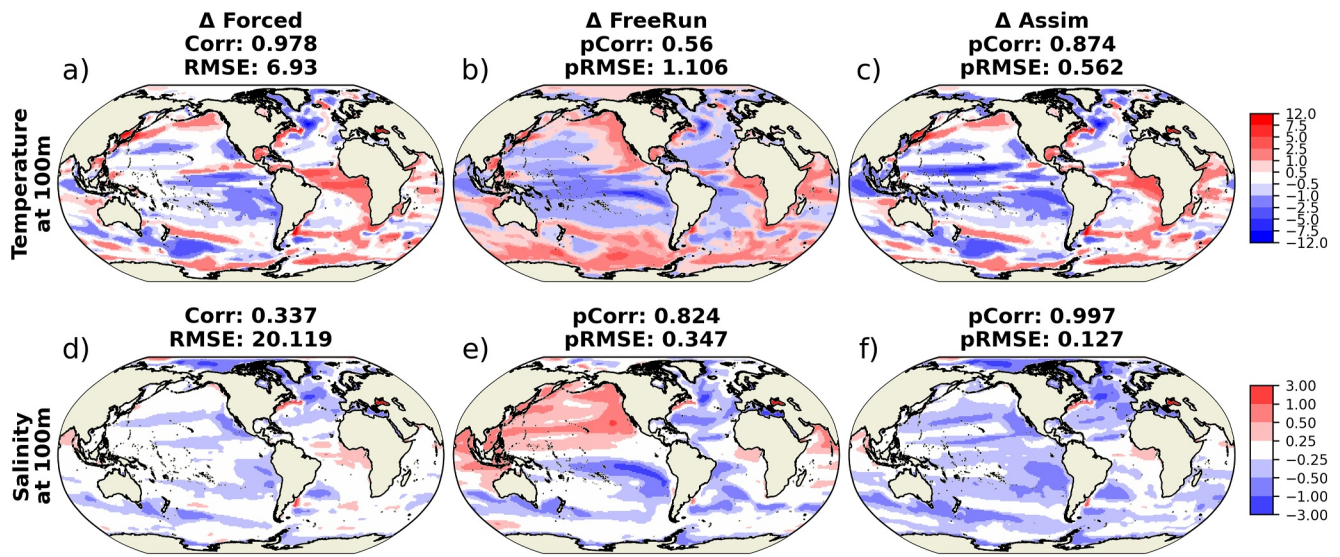 Δ Forced
Corr: 0.978
RMSE: 6.93
Δ FreeRun
pCorr: 0.56
pRMSE: 1.106
Δ Assim
pCorr: 0.874
pRMSE: 0.562
a)
b)
c)
Temperature
at 100m
12.0
7.5
5.0
2.5
1.0
0.5
−0.5
−1.0
−2.5
−5.0
−7.5
−12.0
Corr: 0.337
RMSE: 20.119
pCorr: 0.824
pRMSE: 0.347
pCorr: 0.997
pRMSE: 0.127
d)
e)
f)
Salinity
at 100m
3.00
1.00
0.50
0.25
−0.25
−0.50
−1.00
−3.00